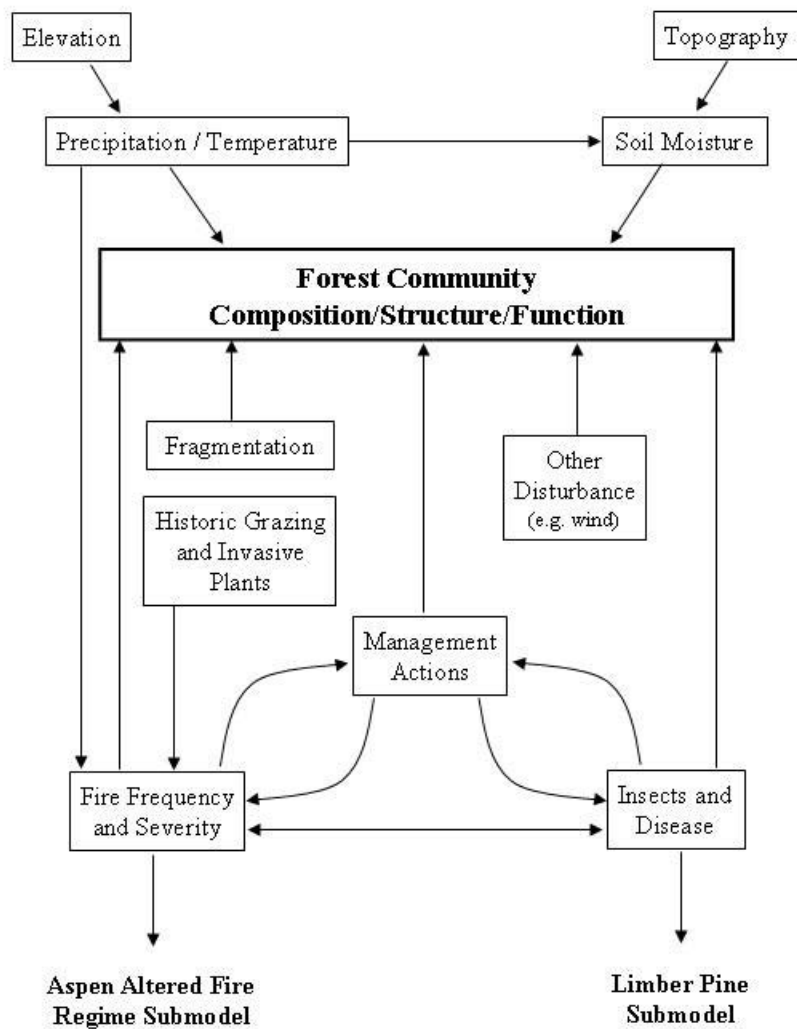 Elevation
Topography
Precipitation / Temperature
Soil Moisture
Forest Community
Composition/Structure/Function
Fragmentation
Other
Disturbance
(e.g. wind)
Historic Grazing
and Invasive
Plants
Management
Actions
Fire Frequency
and Severity
Insects and
Disease
Aspen Altered Fire
Regime Submodel
Limber Pine
Submodel